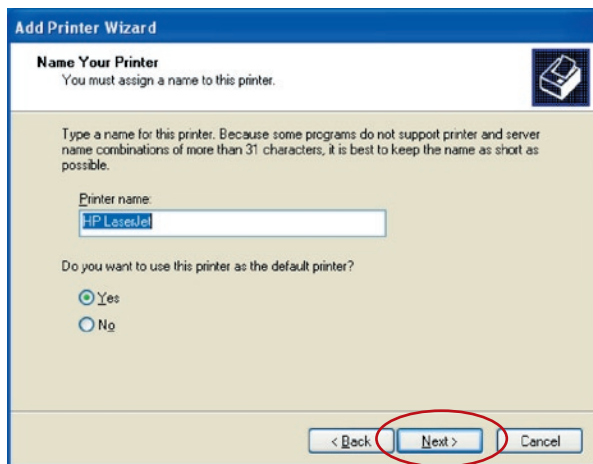 Add Printer Wizard
Name Your Printer
You must assign a name to this printer.
Type a name for this printer. Because some programs do not support printer and server
name combinations of more than 31 characters, it is best to keep the name as short as
possible.
Printer name:
HP LaserJet
Do you want to use this printer as the default printer?
Yes
No
< Back
Next >
Cancel